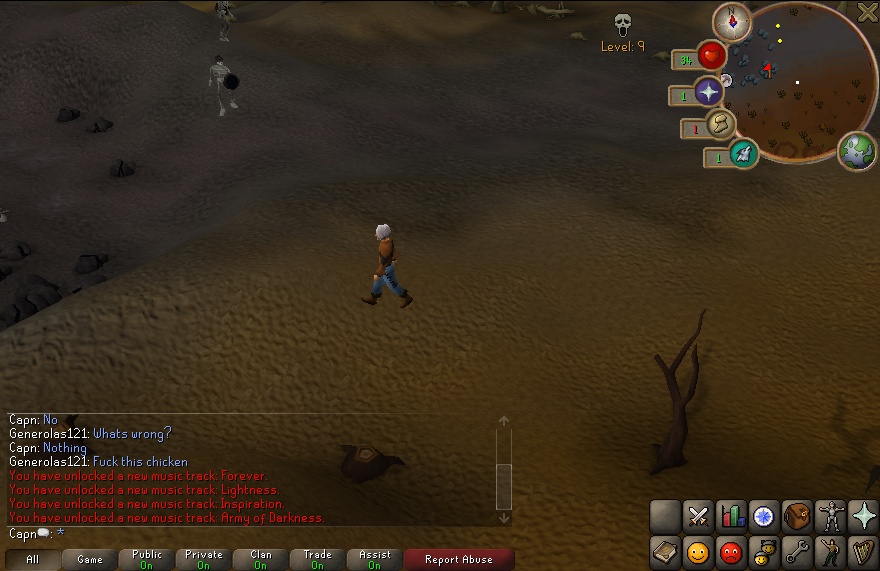 N
Level: 9
34
1
1
1
Capn: No
Generolas121: Whats wrong?
Capn: Nothing
Generolas121: Fuck this chicken
You have unlocked a new music track: Forever.
You have unlocked a new music track: Lightness.
You have unlocked a new music track: Inspiration.
You have unlocked a new music track: Army of Darkness.
Capn: *
All Game Public On Private On Clan On Trade On Assist On Report Abuse